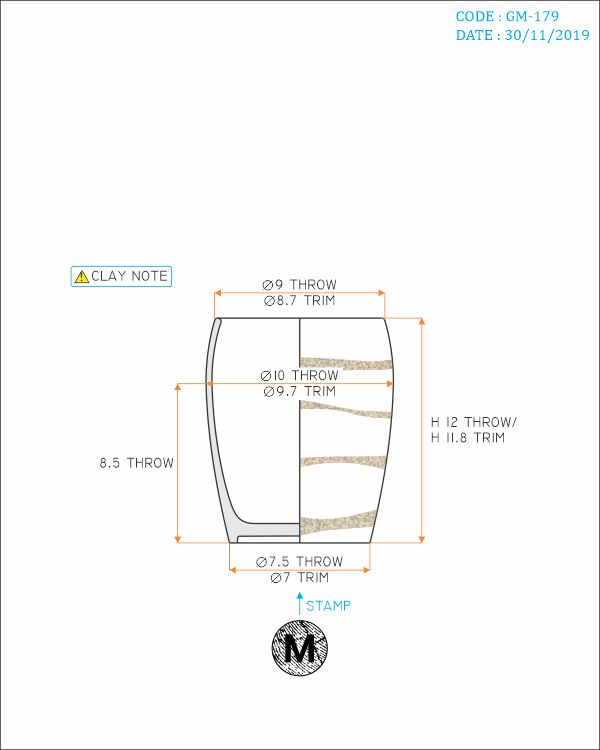 CODE : GM-179
DATE : 30/11/2019
CLAY NOTE
Ø9 THROW
Ø8.7 TRIM
Ø10 THROW
Ø9.7 TRIM
H 12 THROW/
H 11.8 TRIM
8.5 THROW
Ø7.5 THROW
Ø7 TRIM
STAMP
M